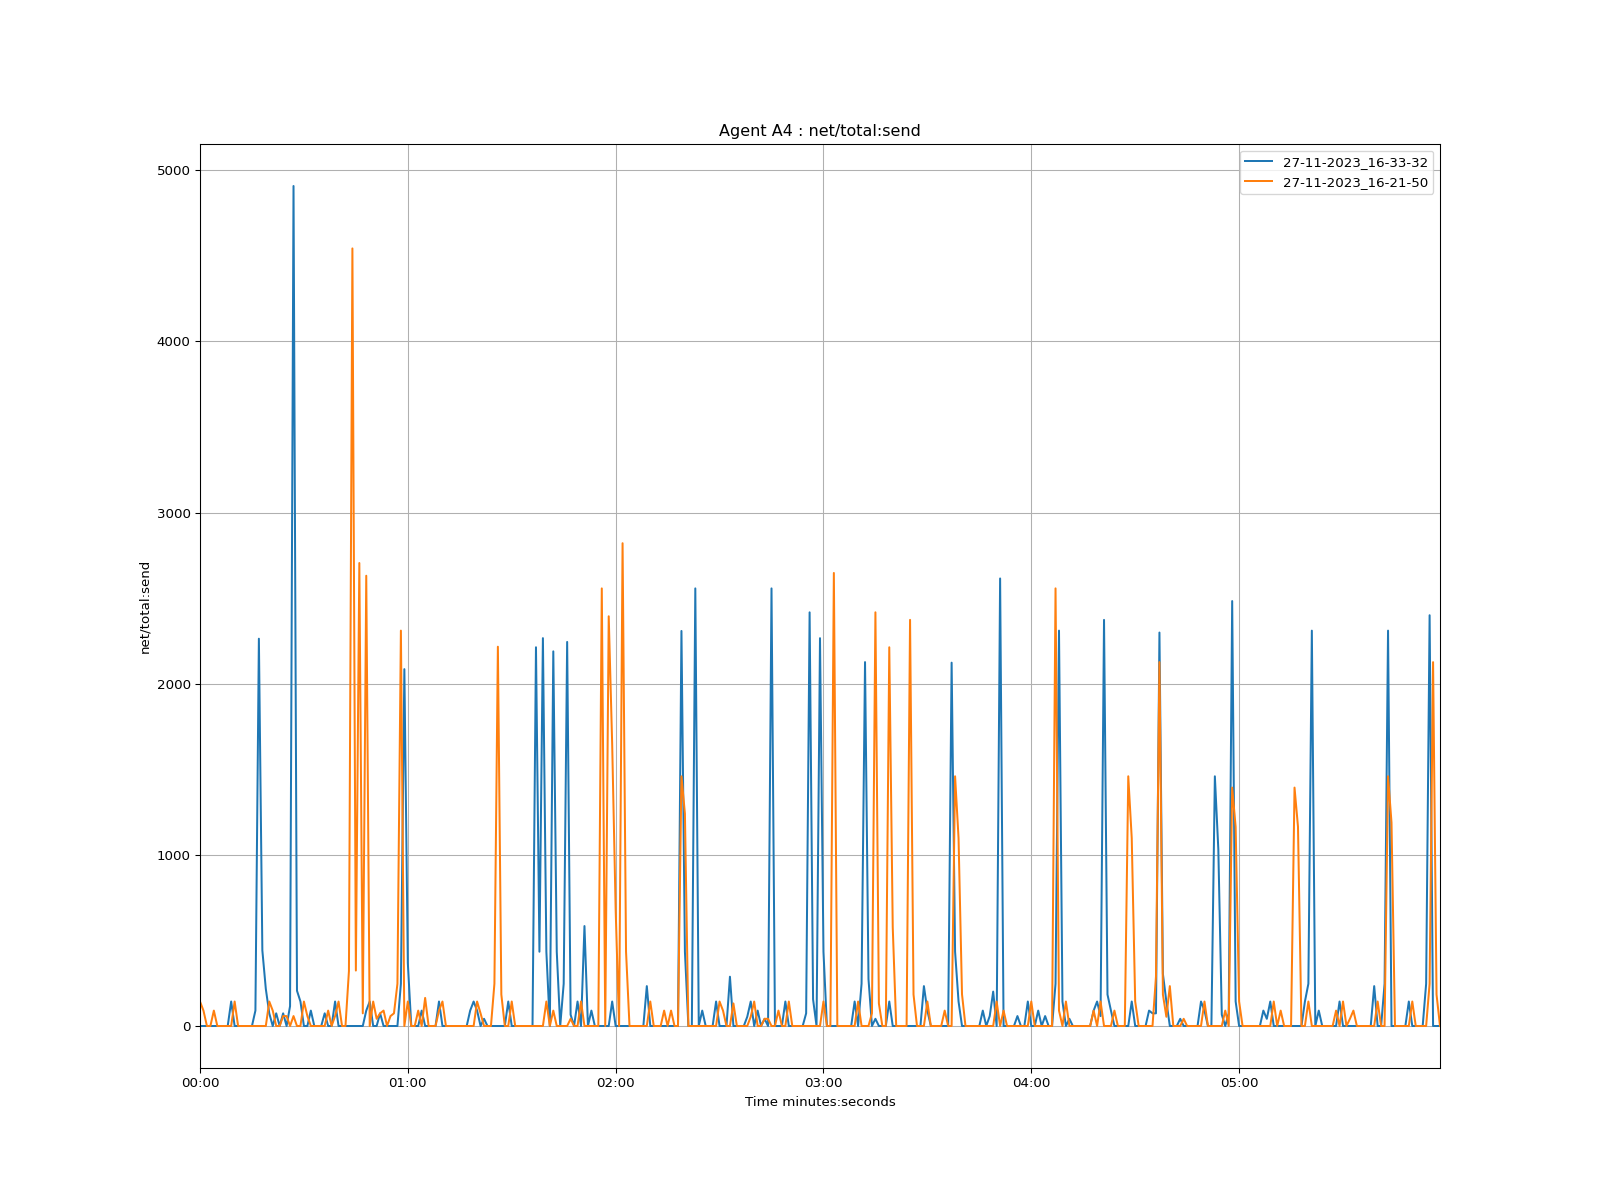 Agent A4 : net/total:send
27-11-2023_16-33-32
27-11-2023_16-21-50
5000
4000
3000
2000
1000
0
net/total:send
00:00 01:00 02:00 03:00 04:00 05:00
Time minutes:seconds